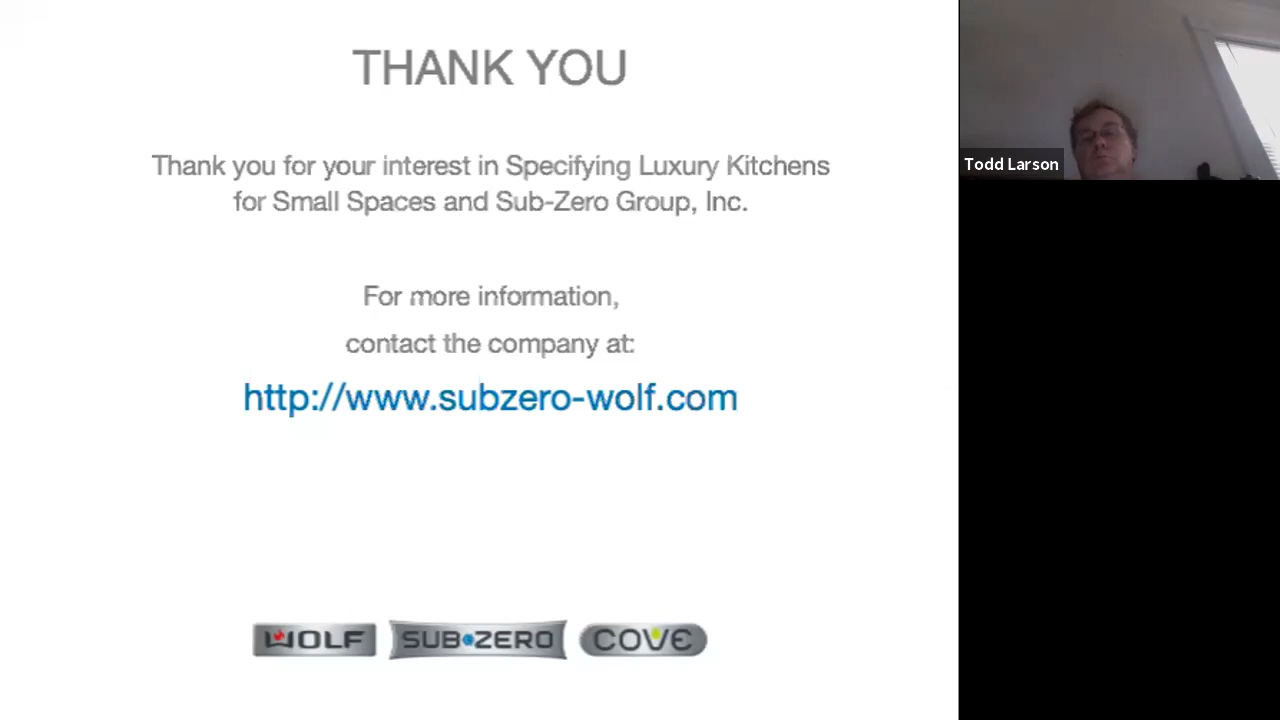 THANK YOU
Thank you for your interest in Specifying Luxury Kitchens
for Small Spaces and Sub-Zero Group, Inc.
For more information,
contact the company at:
http://www.subzero-wolf.com
WOLF
SUB-ZERO
COVE
Todd Larson